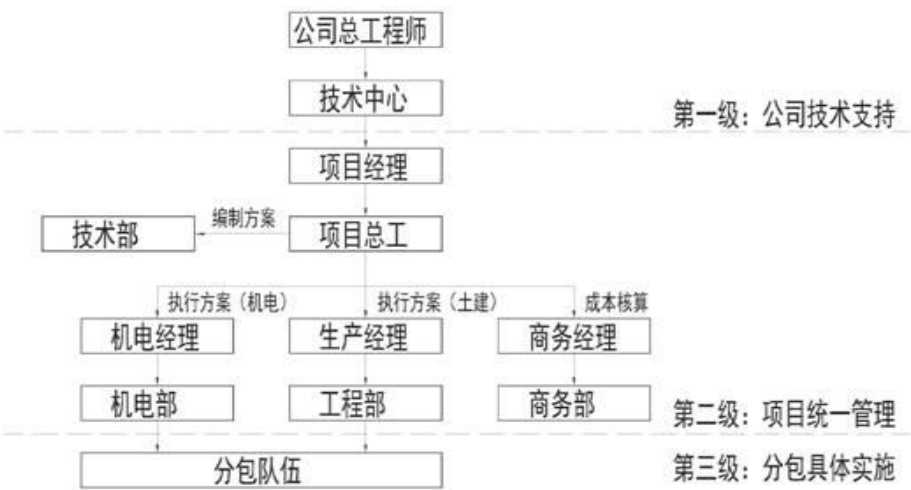 公司总工程师
技术中心
第一级：公司技术支持
项目经理
编制方案
技术部
项目总工
执行方案（机电）
执行方案（土建）
成本核算
机电经理
生产经理
商务经理
机电部
工程部
商务部
第二级：项目统一管理
分包队伍
第三级：分包具体实施